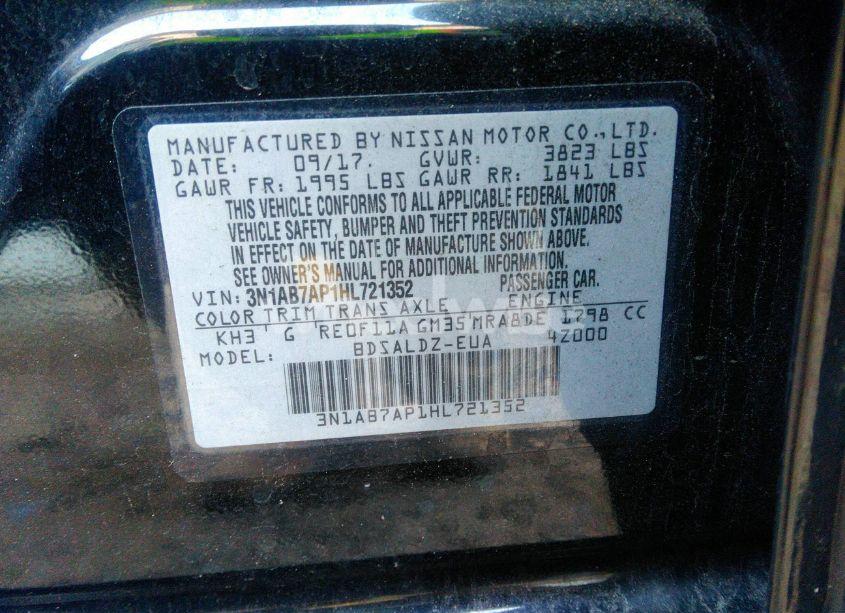 MANUFACTURED BY NISSAN MOTOR CO.,LTD.
DATE: 09/17. GVWR: 3823 LBS
GAWR FR: 1995 LBS GAWR RR: 1841 LBS
THIS VEHICLE CONFORMS TO ALL APPLICABLE FEDERAL MOTOR
VEHICLE SAFETY, BUMPER AND THEFT PREVENTION STANDARDS
IN EFFECT ON THE DATE OF MANUFACTURE SHOWN ABOVE.
SEE OWNER'S MANUAL FOR ADDITIONAL INFORMATION.
VIN: 3N1AB7AP1HL721352 PASSENGER CAR.
COLOR TRIM TRANS AXLE ENGINE
KH3 G RE0F11A GM35 MRA8DE 1798 CC
MODEL: BDSALDZ-EUA 42000
3N1AB7AP1HL721352